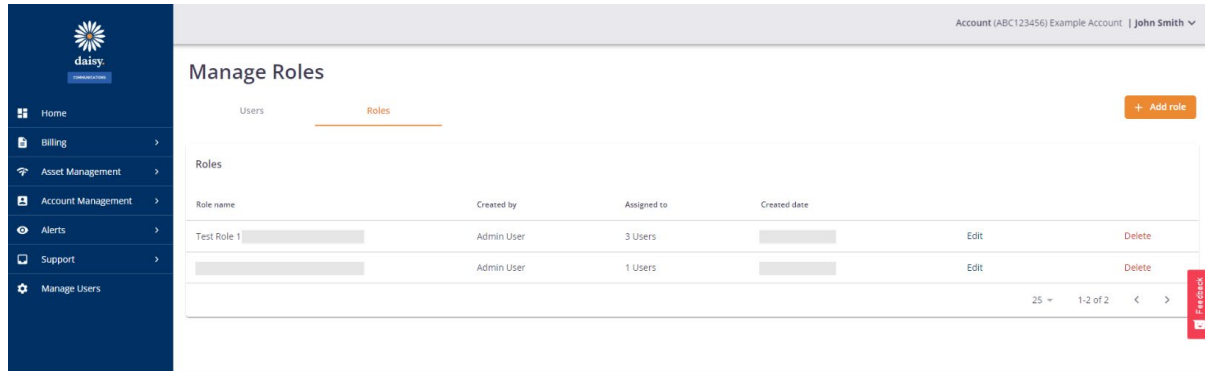 daisy.
COMMUNICATIONS
Account (ABC123456) Example Account | John Smith
Manage Roles
Home
Billing
Asset Management
Account Management
Alerts
Support
Manage Users
Users
Roles
+ Add role
Roles
Role name Created by Assigned to Created date
Test Role 1 Admin User 3 Users Edit Delete
Admin User 1 Users Edit Delete
25 1-2 of 2 < >
Feedback